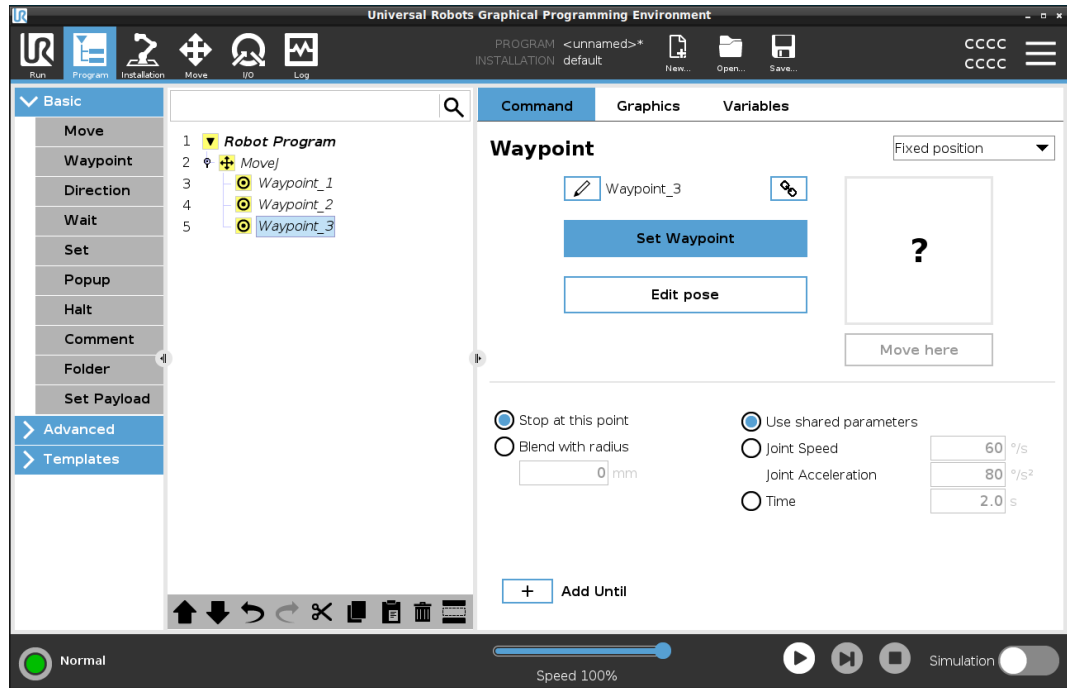 UR Universal Robots Graphical Programming Environment
UR
Run Program Installation Move I/O Log
PROGRAM <unnamed>*
INSTALLATION default
New... Open... Save...
CCCC
CCCC
Basic
Move
Waypoint
Direction
Wait
Set
Popup
Halt
Comment
Folder
Set Payload
Advanced
Templates
1 Robot Program
2 MoveJ
3 Waypoint_1
4 Waypoint_2
5 Waypoint_3
Command Graphics Variables
Waypoint
Fixed position
Waypoint_3
Set Waypoint
?
Edit pose
Move here
Stop at this point
Blend with radius
0 mm
Use shared parameters
Joint Speed 60 °/s
Joint Acceleration 80 °/s²
Time 2.0 s
+ Add Until
Normal
Speed 100%
Simulation